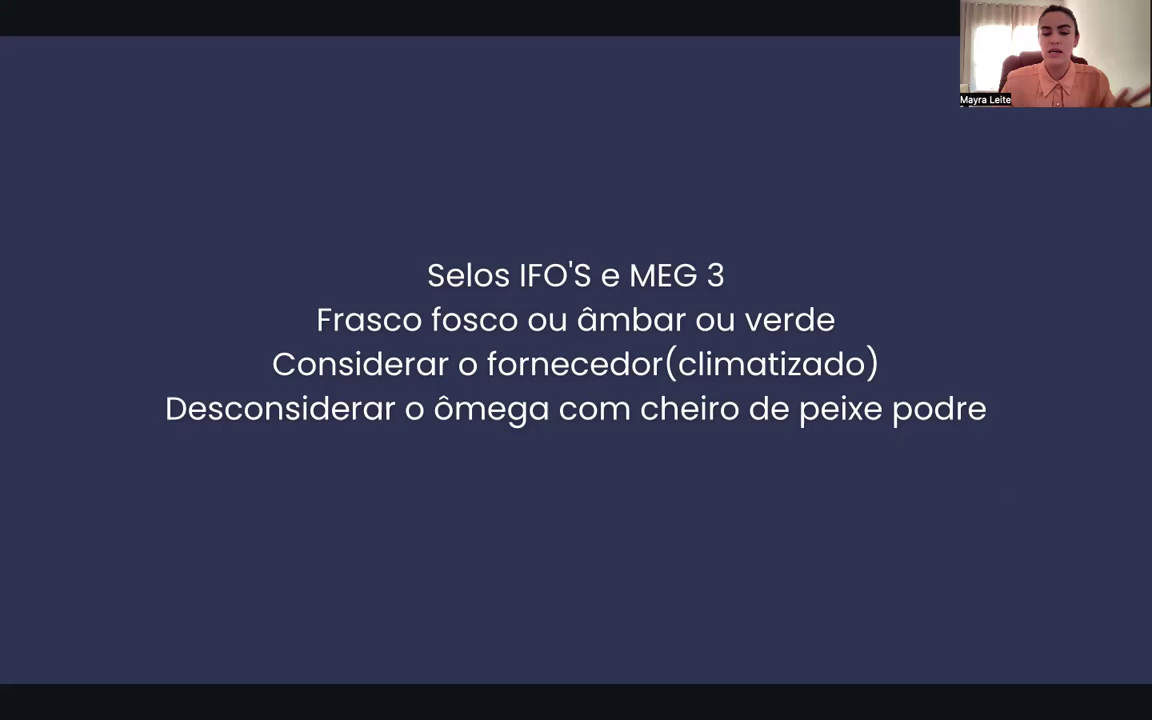 Mayra Leite
Selos IFO'S e MEG 3
Frasco fosco ou âmbar ou verde
Considerar o fornecedor(climatizado)
Desconsiderar o ômega com cheiro de peixe podre